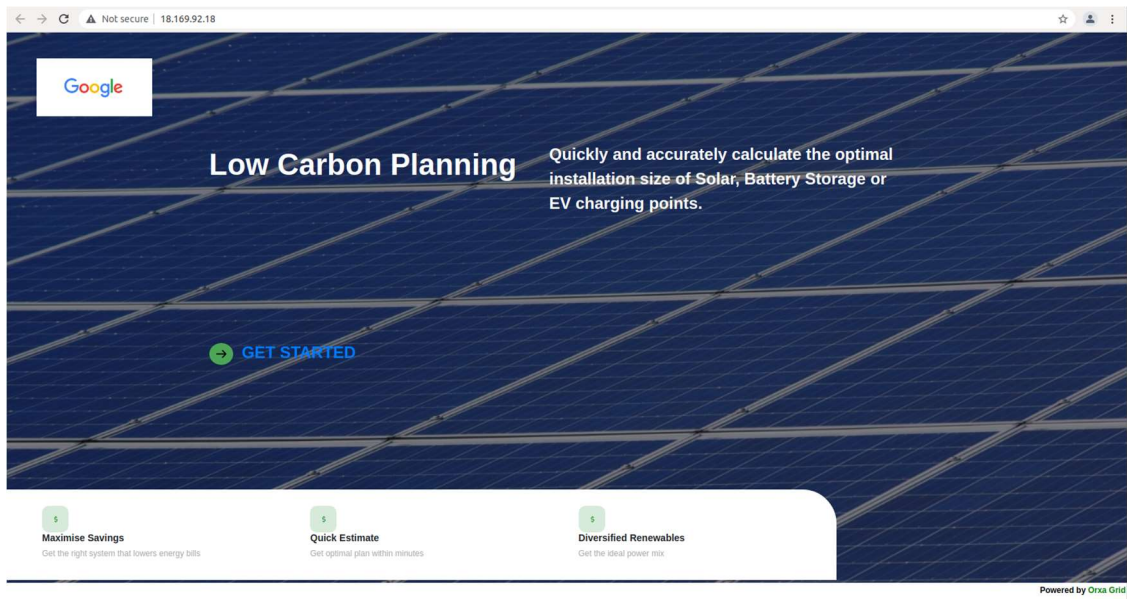 Not secure | 18.169.92.18
Google
Low Carbon Planning
Quickly and accurately calculate the optimal
installation size of Solar, Battery Storage or
EV charging points.
GET STARTED
$
Maximise Savings
Get the right system that lowers energy bills
$
Quick Estimate
Get optimal plan within minutes
$
Diversified Renewables
Get the ideal power mix
Powered by Orxa Grid